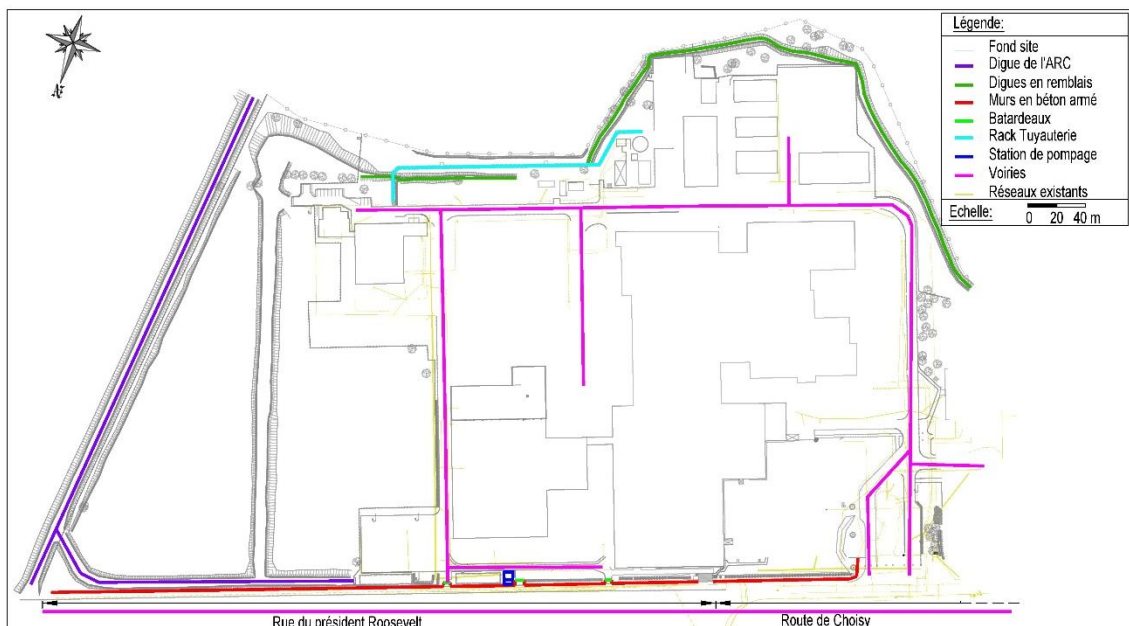 Légende:
Fond site
Digue de l'ARC
Digues en remblais
Murs en béton armé
Batardeaux
Rack Tuyauterie
Station de pompage
Voiries
Réseaux existants
Echelle: 0 20 40 m
N
Rue du président Roosevelt Route de Choisy